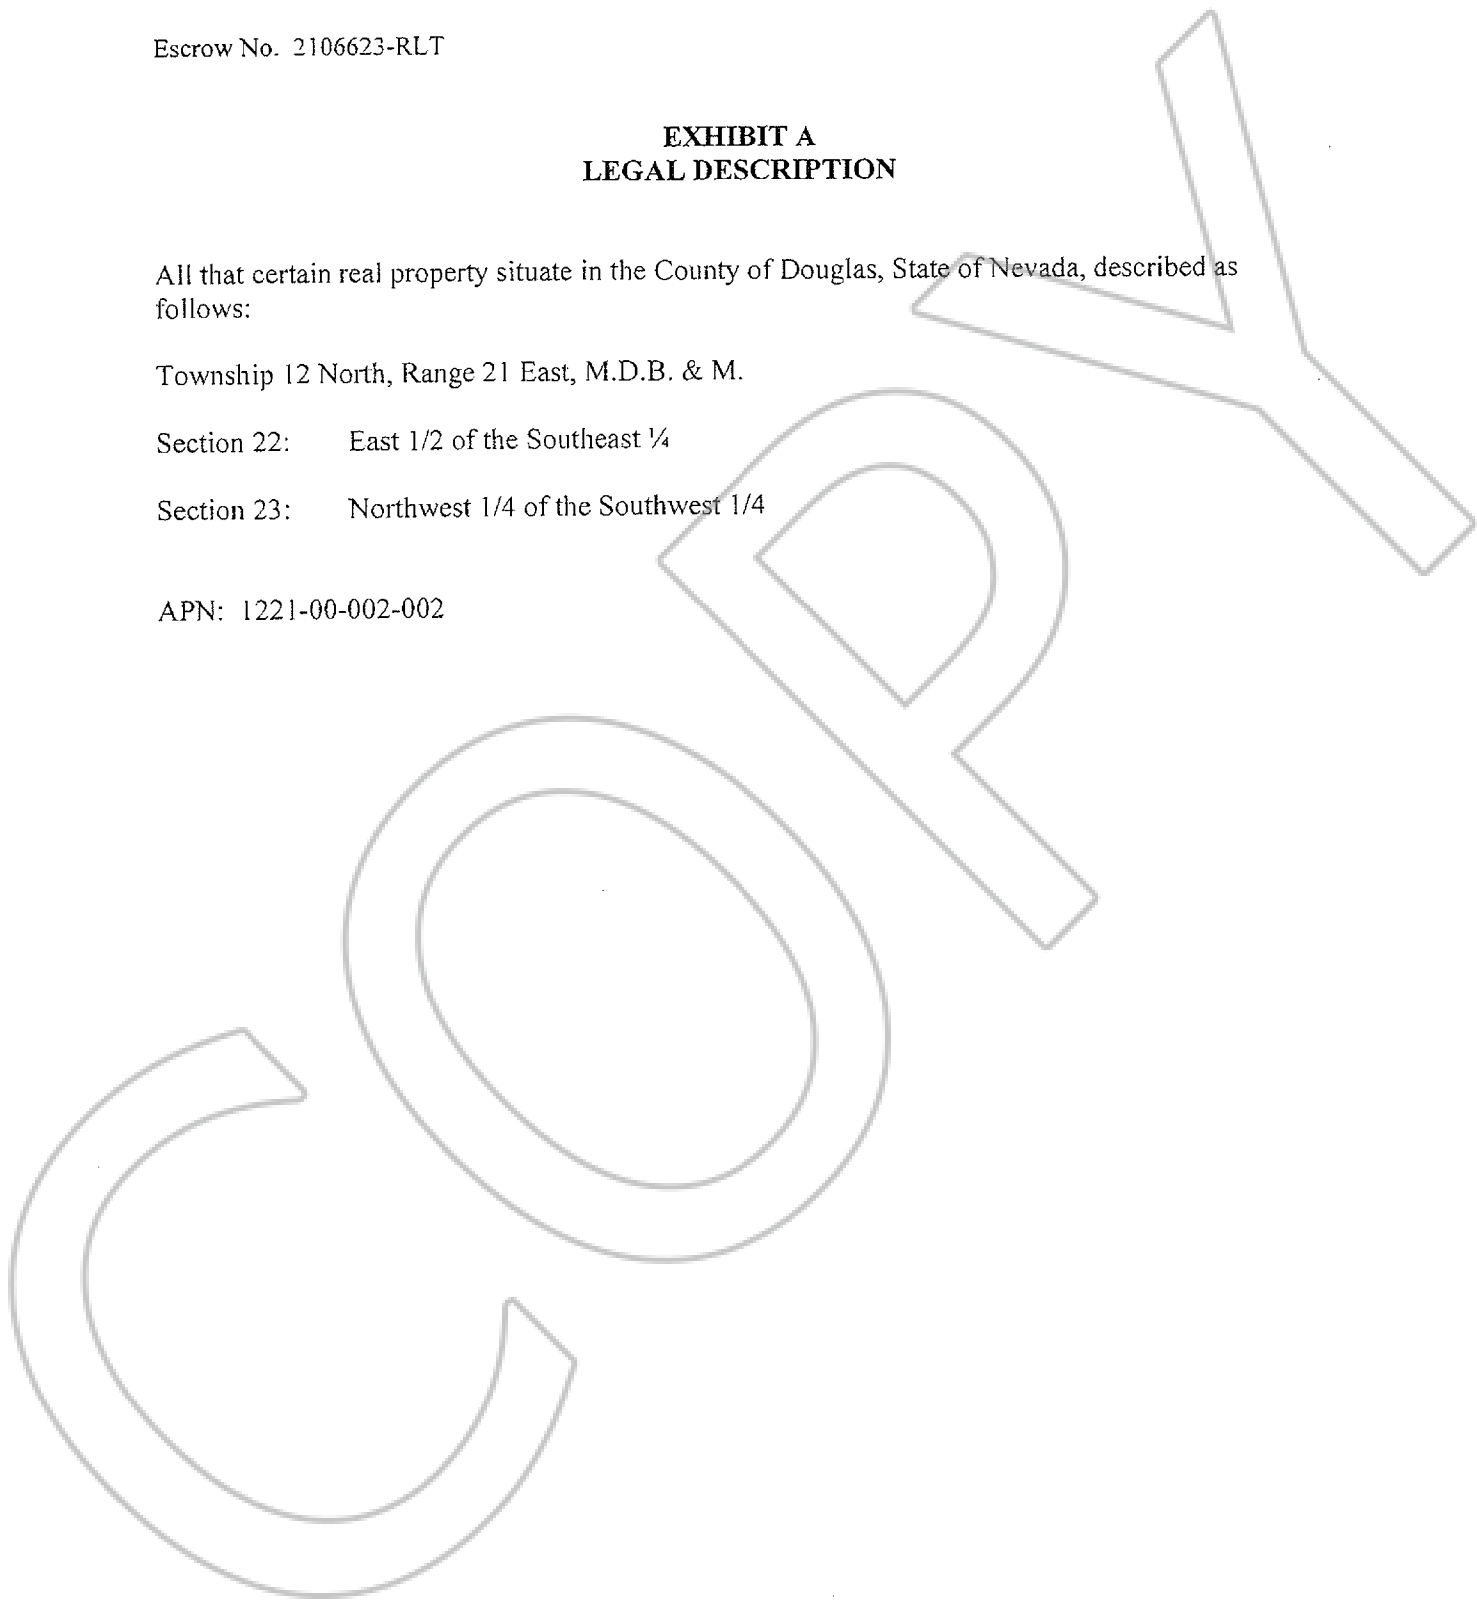 Escrow No. 2106623-RLT
EXHIBIT A
LEGAL DESCRIPTION
All that certain real property situate in the County of Douglas, State of Nevada, described as
follows:
Township 12 North, Range 21 East, M.D.B. & M.
Section 22: East 1/2 of the Southeast ¼
Section 23: Northwest 1/4 of the Southwest 1/4
APN: 1221-00-002-002
COPY